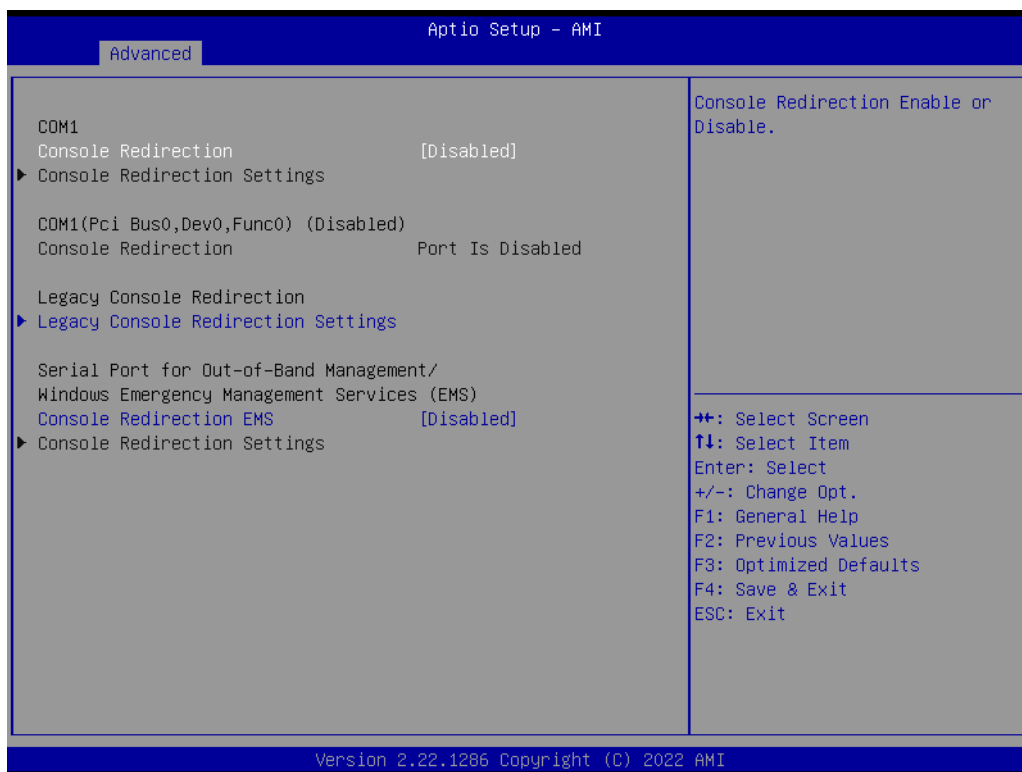 Aptio Setup - AMI
Advanced
COM1
Console Redirection [Disabled]
Console Redirection Settings
COM1(Pci Bus0,Dev0,Func0) (Disabled)
Console Redirection Port Is Disabled
Legacy Console Redirection
Legacy Console Redirection Settings
Serial Port for Out-of-Band Management/
Windows Emergency Management Services (EMS)
Console Redirection EMS [Disabled]
Console Redirection Settings
Console Redirection Enable or
Disable.
→←: Select Screen
↑↓: Select Item
Enter: Select
+/-: Change Opt.
F1: General Help
F2: Previous Values
F3: Optimized Defaults
F4: Save & Exit
ESC: Exit
Version 2.22.1286 Copyright (C) 2022 AMI